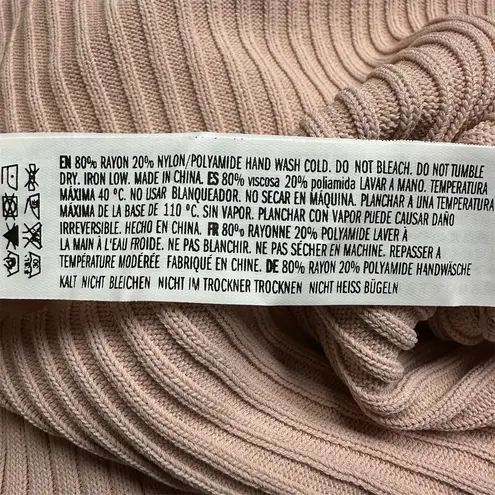 EN 80% RAYON 20% NYLON/POLYAMIDE HAND WASH COLD. DO NOT BLEACH. DO NOT TUMBLE
DRY. IRON LOW. MADE IN CHINA. ES 80% viscosa 20% poliamida LAVAR A MANO. TEMPERATURA
MÁXIMA 40 ºC. NO USAR BLANQUEADOR. NO SECAR EN MÁQUINA. PLANCHAR A UNA TEMPERATURA
MÁXIMA DE LA BASE DE 110 ºC, SIN VAPOR. PLANCHAR CON VAPOR PUEDE CAUSAR DAÑO
IRREVERSIBLE. HECHO EN CHINA. FR 80% RAYONNE 20% POLYAMIDE LAVER À
LA MAIN À L'EAU FROIDE. NE PAS BLANCHIR. NE PAS SÉCHER EN MACHINE. REPASSER A
TEMPÉRATURE MODÉRÉE FABRIQUÉ EN CHINE. DE 80% RAYON 20% POLYAMIDE HANDWÄSCHE
KALT NICHT BLEICHEN NICHT IM TROCKNER TROCKNEN NICHT HEISS BÜGELN